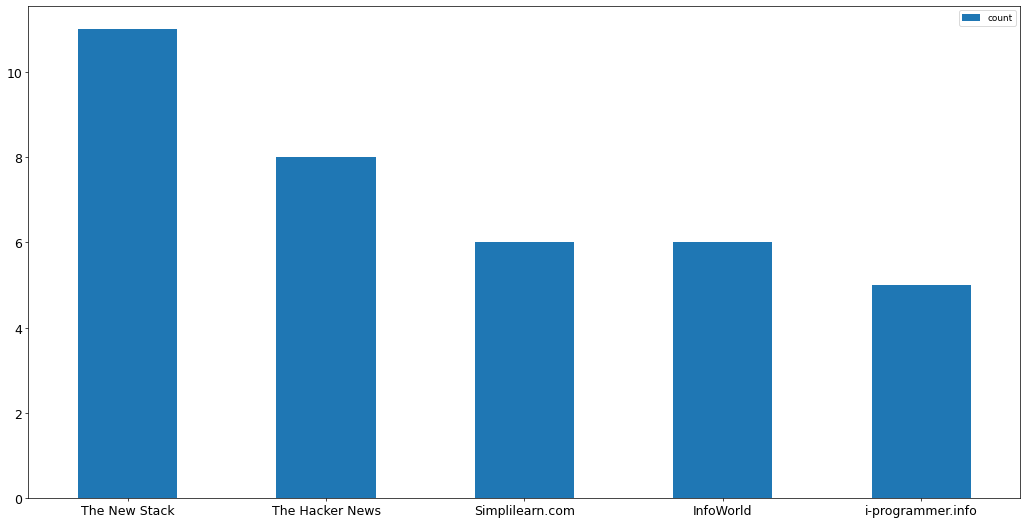 count
10
8
6
4
2
0
The New Stack
The Hacker News
Simplilearn.com
InfoWorld
i-programmer.info